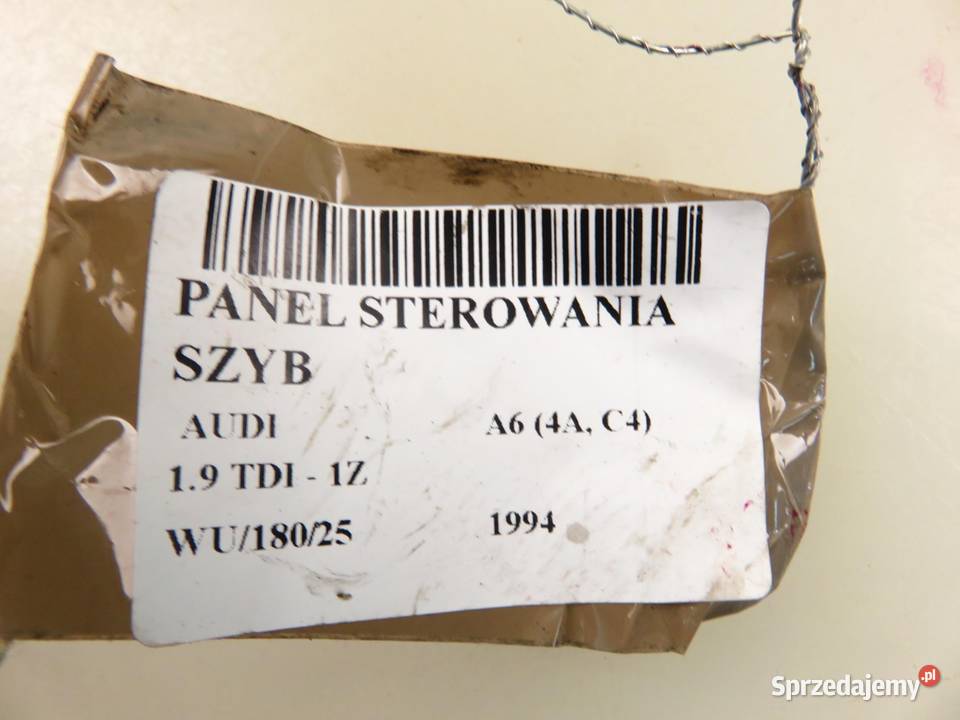 PANEL STEROWANIA
SZYB
AUDI A6 (4A, C4)
1.9 TDI - 1Z
WU/180/25 1994
Sprzedajemy.pl